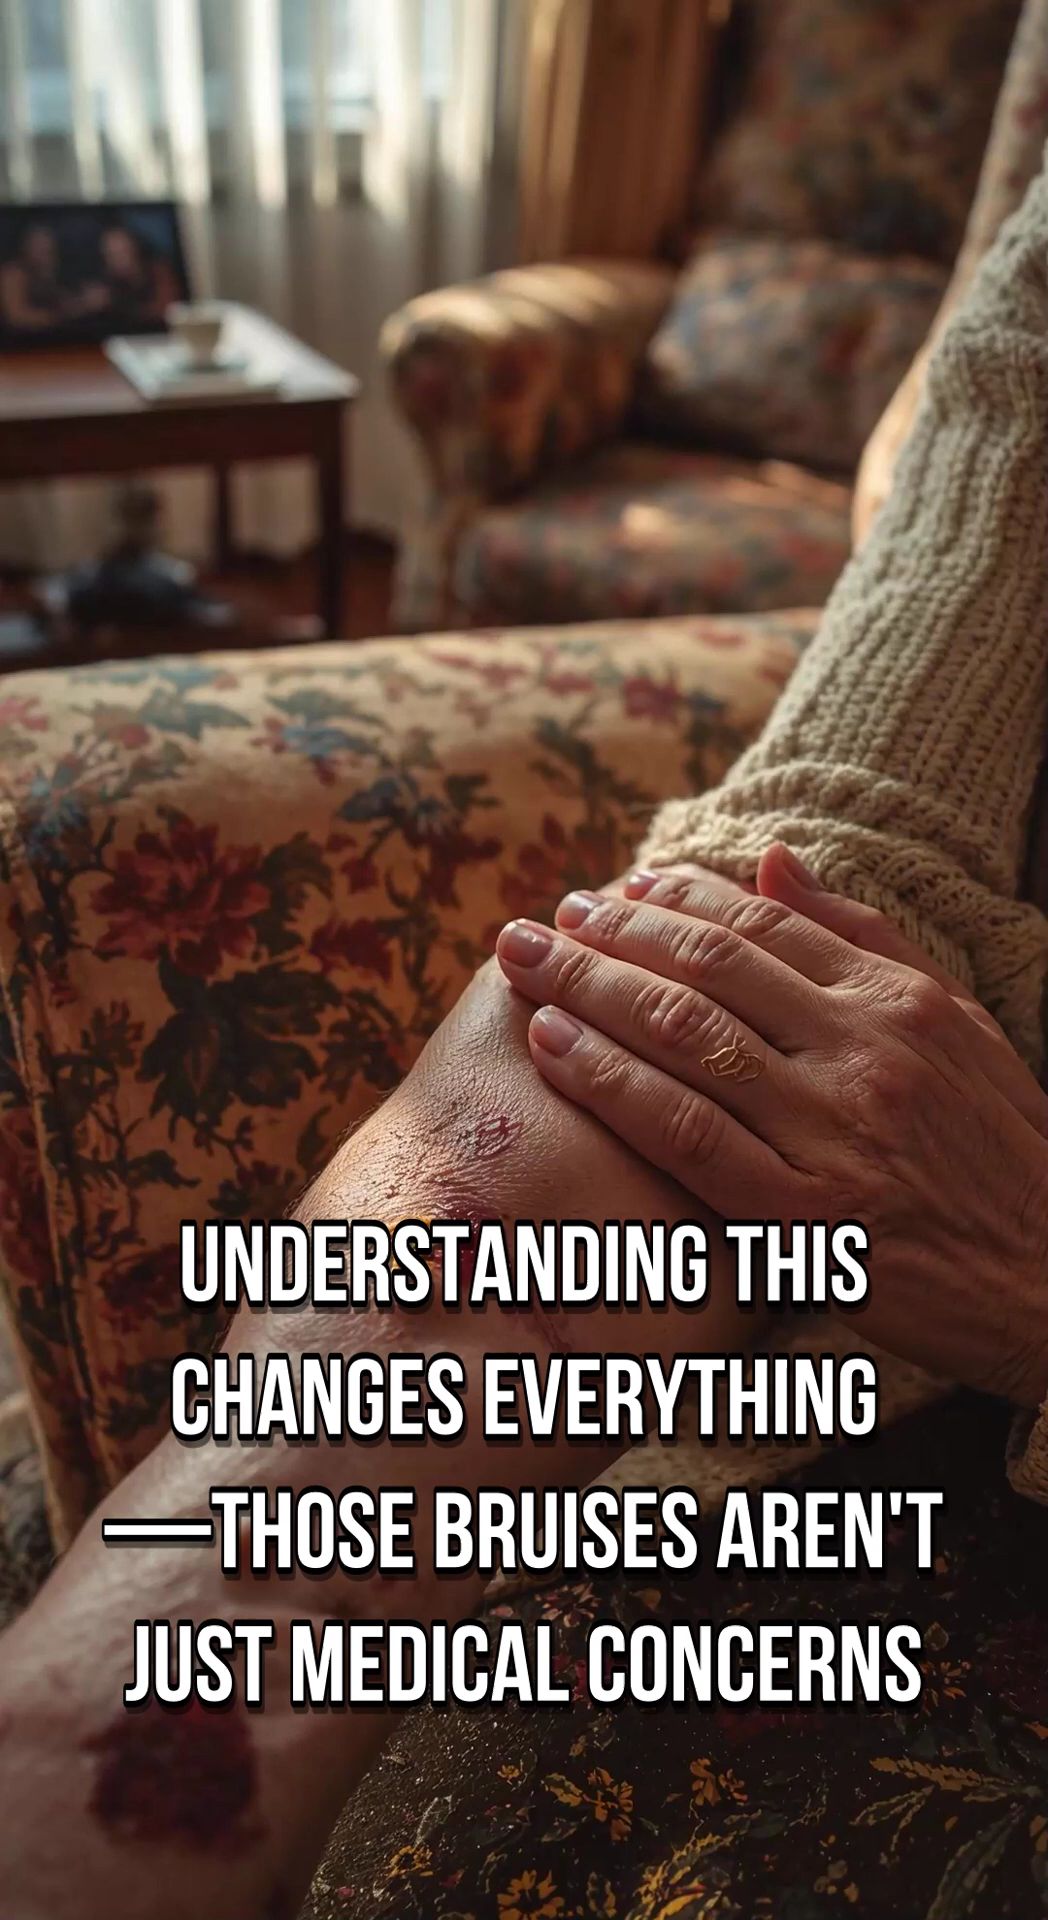 UNDERSTANDING THIS
CHANGES EVERYTHING
—THOSE BRUISES AREN'T
JUST MEDICAL CONCERNS